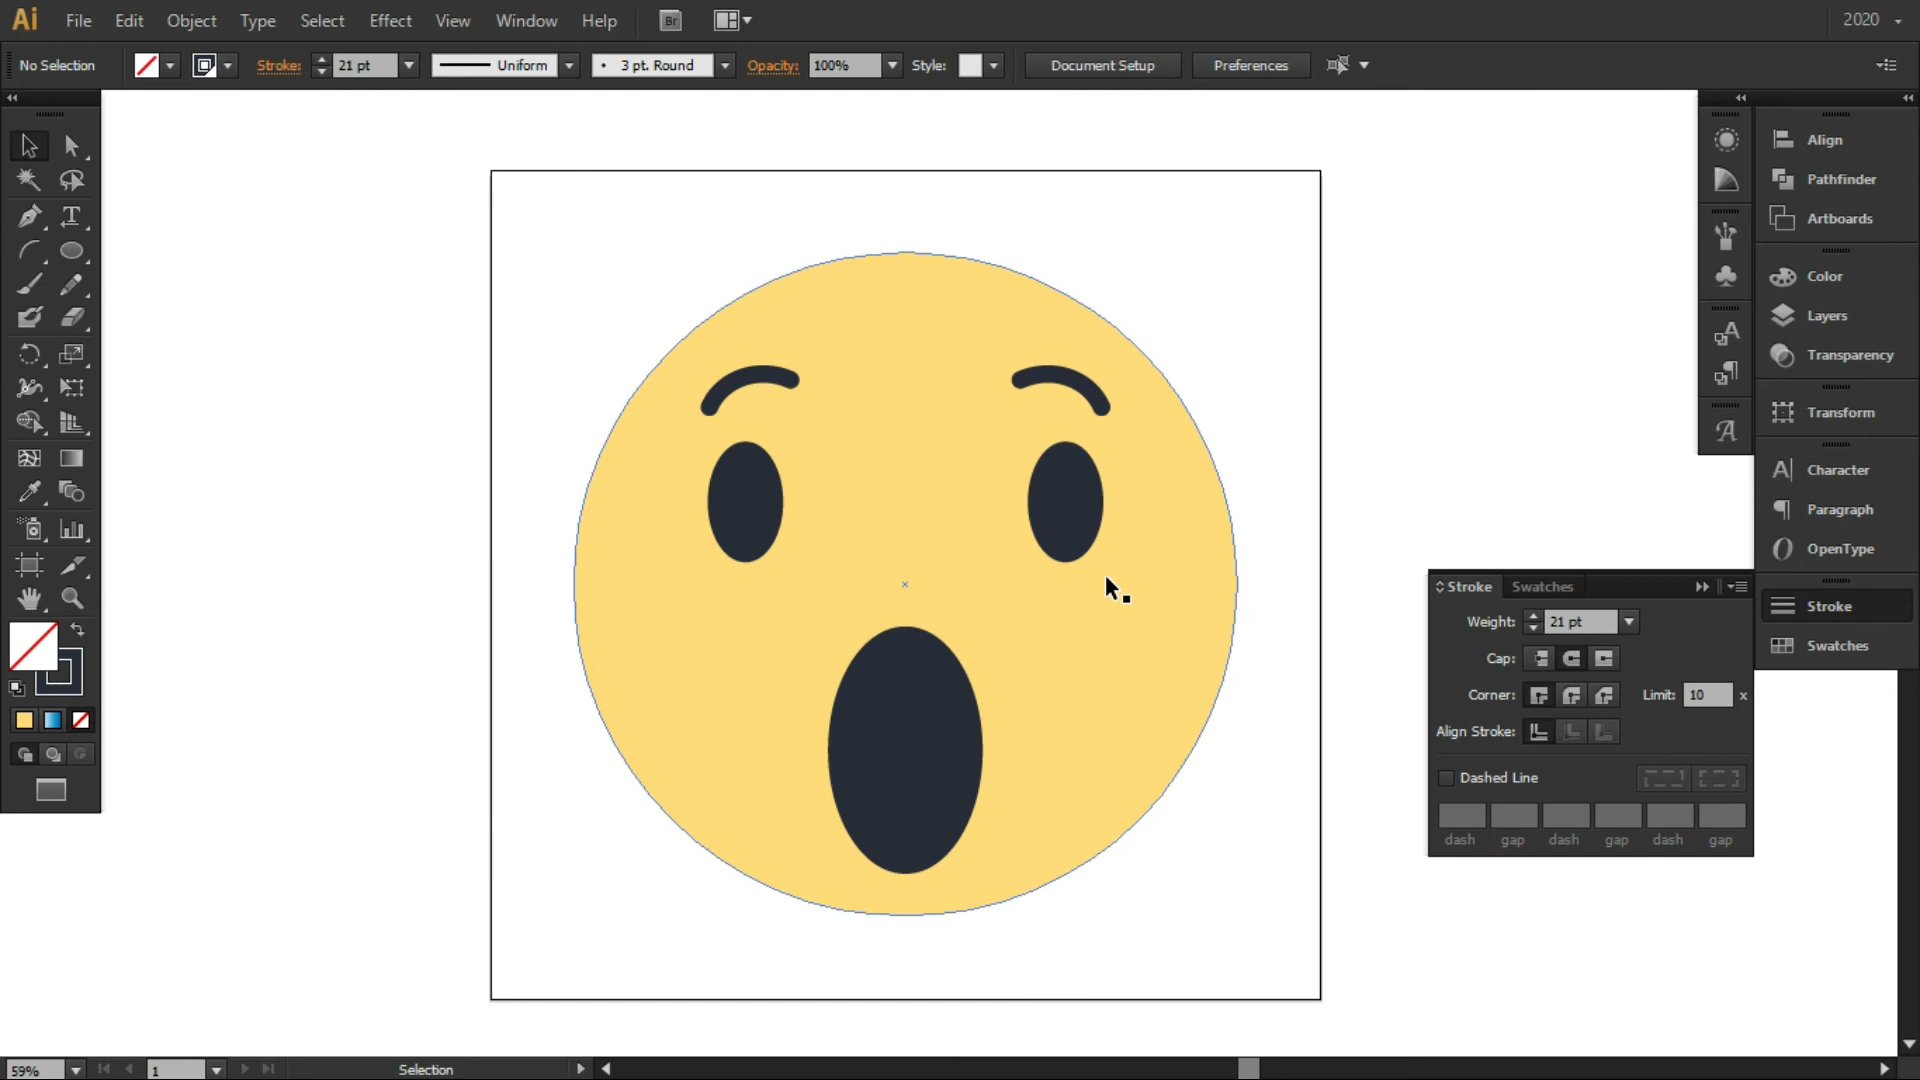 Ai File Edit Object Type Select Effect View Window Help Br 2020
No Selection Stroke: 21 pt Uniform 3 pt. Round Opacity: 100% Style: Document Setup Preferences
Align
Pathfinder
Artboards
Color
Layers
Transparency
Transform
Character
Paragraph
OpenType
Stroke
Swatches
Stroke Swatches
Weight: 21 pt
Cap:
Corner: Limit: 10 x
Align Stroke:
Dashed Line
dash gap dash gap dash gap
59% 1 Selection